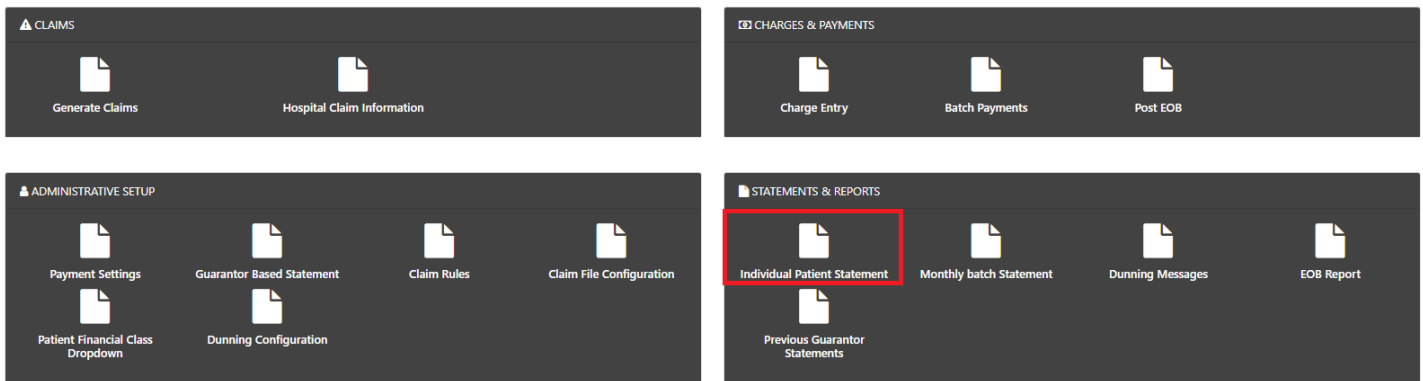 CLAIMS
Generate Claims
Hospital Claim Information
CHARGES & PAYMENTS
Charge Entry
Batch Payments
Post EOB
ADMINISTRATIVE SETUP
Payment Settings
Guarantor Based Statement
Claim Rules
Claim File Configuration
Patient Financial Class
Dropdown
Dunning Configuration
STATEMENTS & REPORTS
Individual Patient Statement
Monthly batch Statement
Dunning Messages
EOB Report
Previous Guarantor
Statements